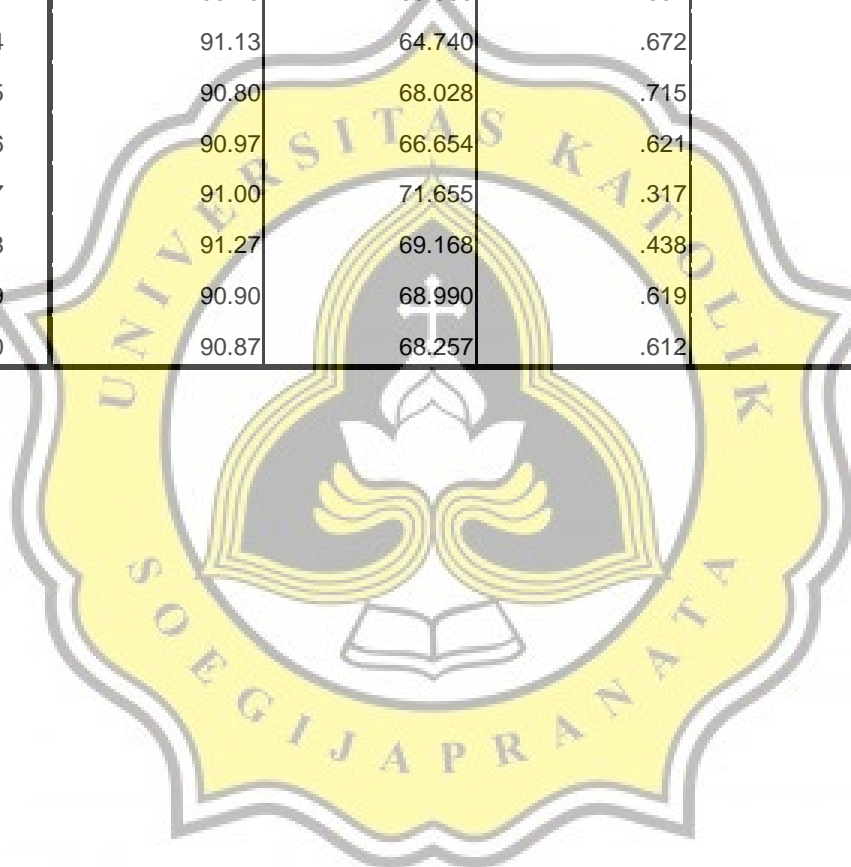 91.13 64.740 .672
90.80 68.028 .715
90.97 66.654 .621
91.00 71.655 .317
91.27 69.168 .438
90.90 68.990 .619
90.87 68.257 .612
UNIVERSITAS KATOLIK
SOEGIJAPRANATA